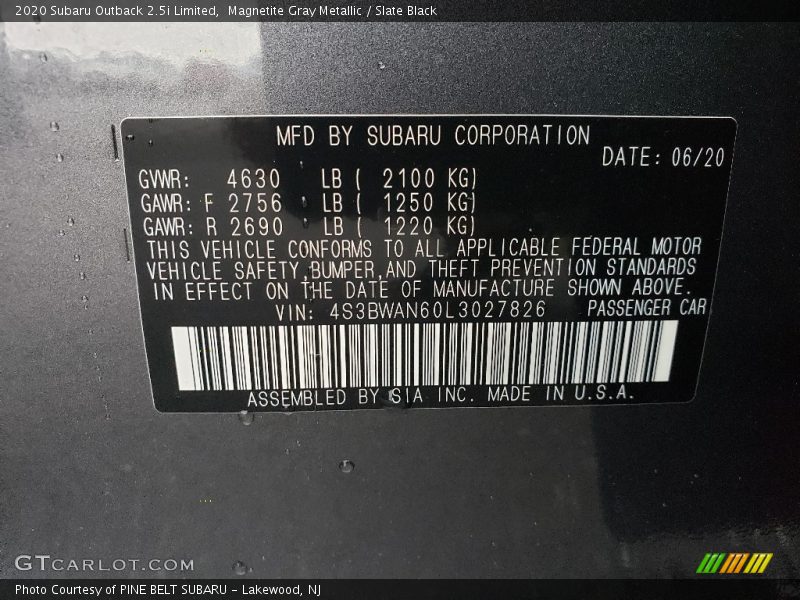 2020 Subaru Outback 2.5i Limited,  Magnetite Gray Metallic / Slate Black
MFD BY SUBARU CORPORATION
DATE: 06/20
GVWR: 4630 LB ( 2100 KG)
GAWR: F 2756 LB ( 1250 KG)
GAWR: R 2690 LB ( 1220 KG)
THIS VEHICLE CONFORMS TO ALL APPLICABLE FEDERAL MOTOR
VEHICLE SAFETY,BUMPER,AND THEFT PREVENTION STANDARDS
IN EFFECT ON THE DATE OF MANUFACTURE SHOWN ABOVE.
VIN: 4S3BWAN60L3027826 PASSENGER CAR
ASSEMBLED BY SIA INC. MADE IN U.S.A.
GTCARLOT.COM
Photo Courtesy of PINE BELT SUBARU - Lakewood, NJ